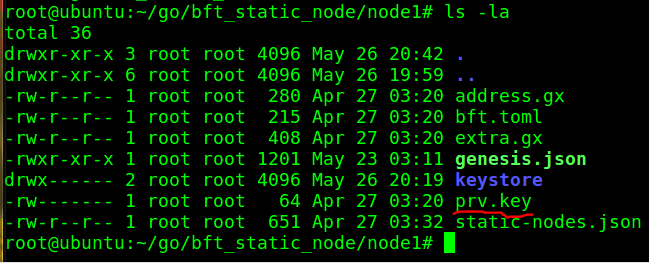 root@ubuntu:~/go/bft_static_node/node1# ls -la
total 36
drwxr-xr-x 3 root root 4096 May 26 20:42 .
drwxr-xr-x 6 root root 4096 May 26 19:59 ..
-rw-r--r-- 1 root root  280 Apr 27 03:20 address.gx
-rw-r--r-- 1 root root  215 Apr 27 03:20 bft.toml
-rw-r--r-- 1 root root  408 Apr 27 03:20 extra.gx
-rwxr-xr-x 1 root root 1201 May 23 03:11 genesis.json
drwx------ 2 root root 4096 May 26 20:19 keystore
-rw------- 1 root root   64 Apr 27 03:20 prv.key
-rw-r--r-- 1 root root  651 Apr 27 03:32 static-nodes.json
root@ubuntu:~/go/bft_static_node/node1#